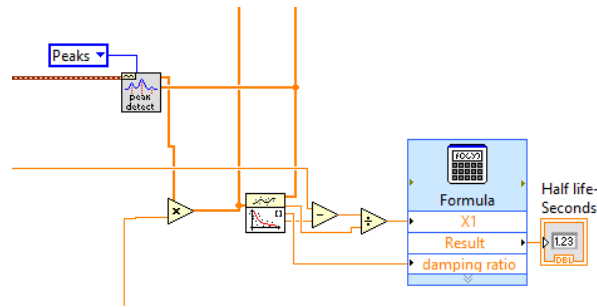 Peaks
peak
detect
Formula
X1
Result
damping ratio
Half life-
Seconds
1.23
DBL